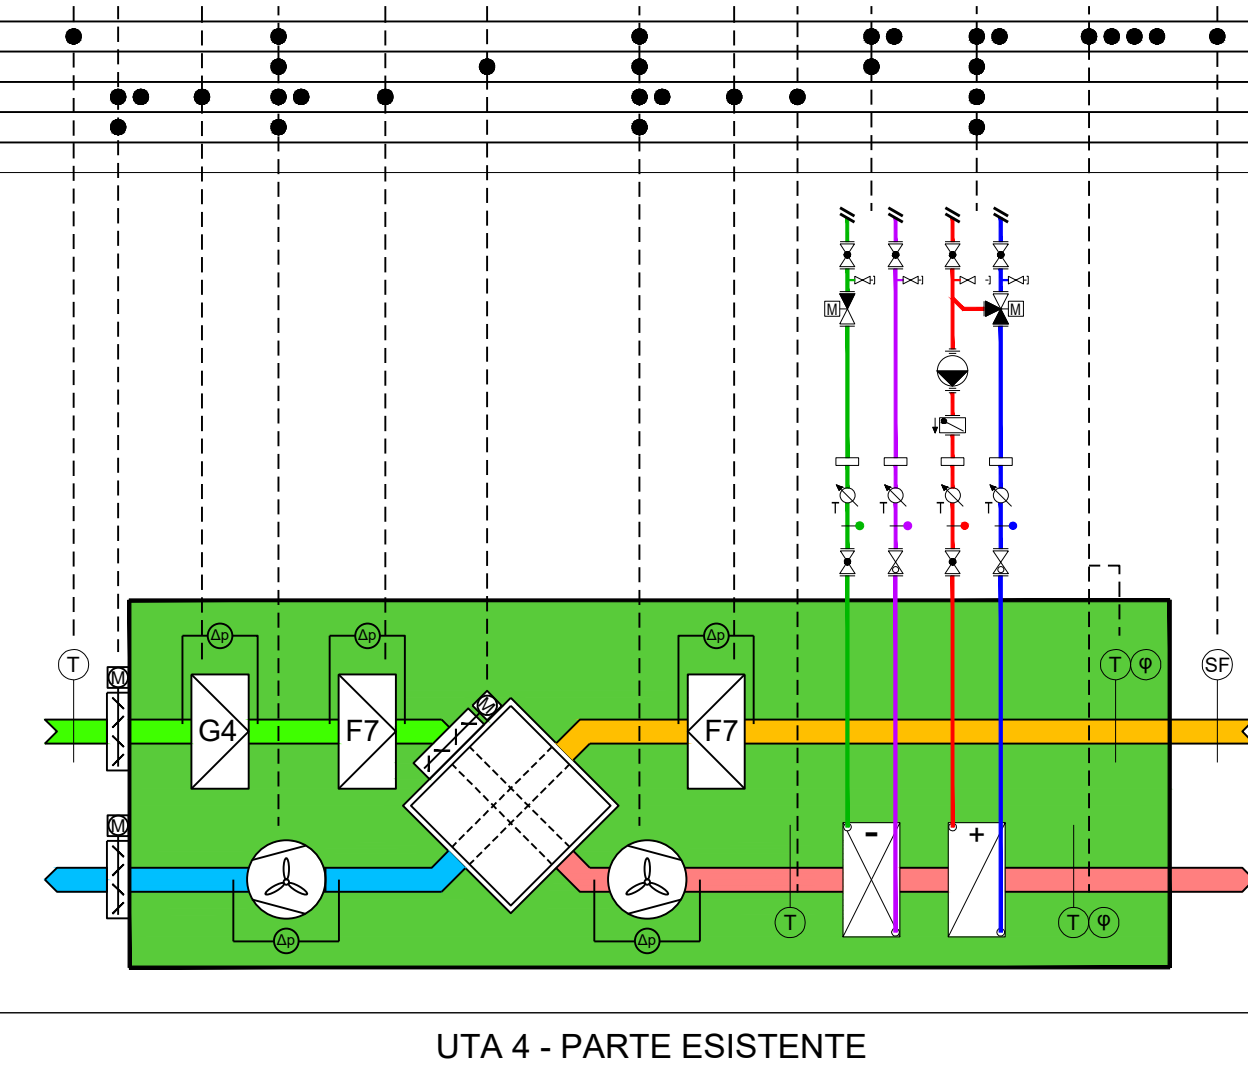 M M
T T T T
T M Δp Δp Δp T φ SF
M
G4 F7 F7
M - +
Δp Δp T T φ
UTA 4 - PARTE ESISTENTE